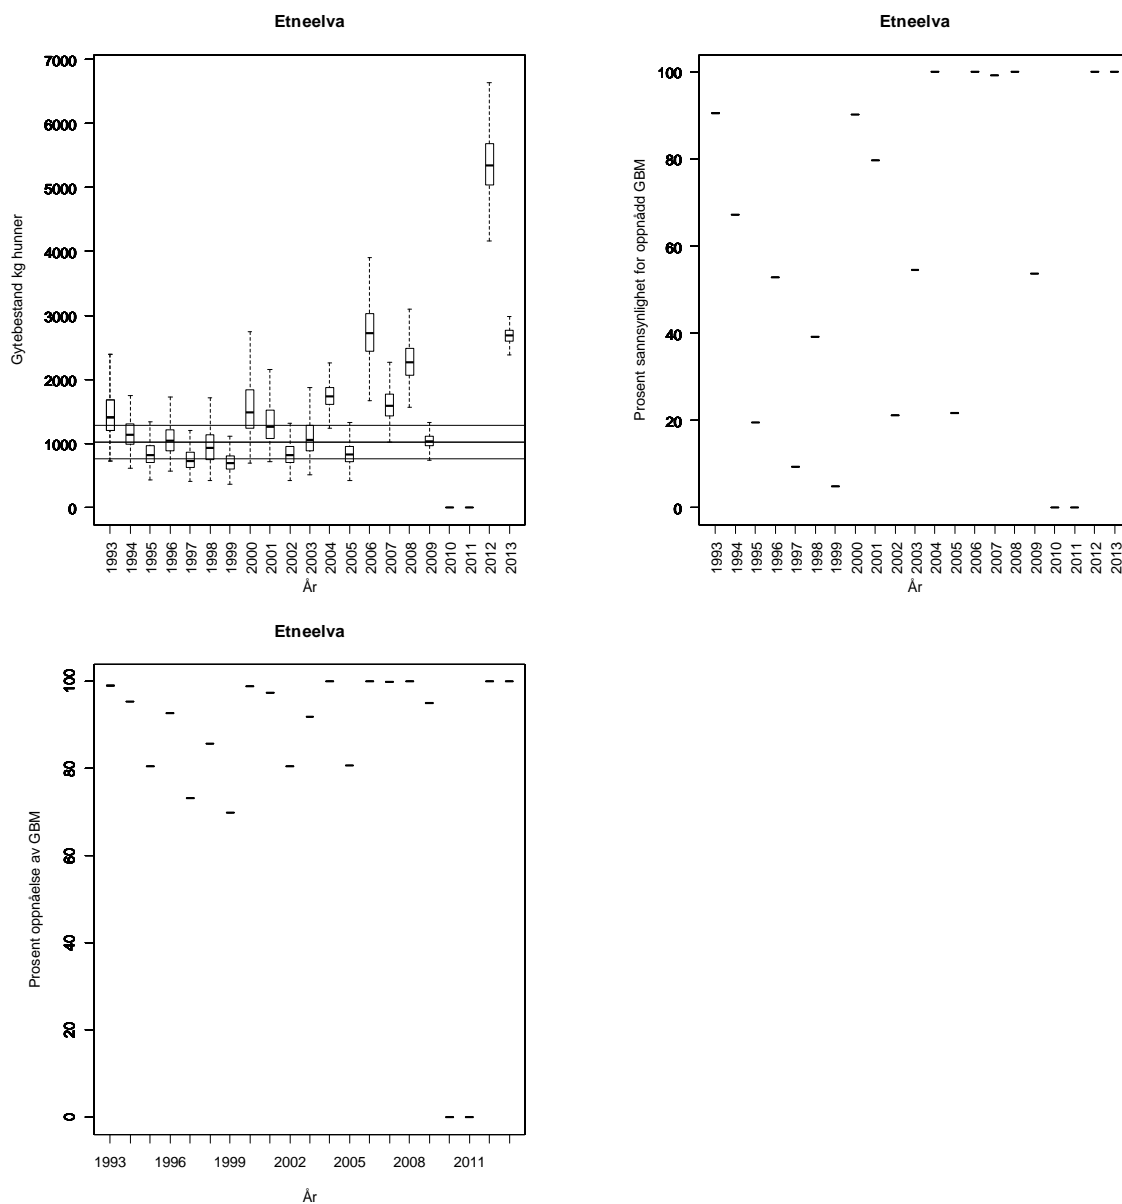 Etneelva
Gytebestand kg hunner
7000
6000
5000
4000
3000
2000
1000
0
1993 1994 1995 1996 1997 1998 1999 2000 2001 2002 2003 2004 2005 2006 2007 2008 2009 2010 2011 2012 2013
År
Etneelva
Prosent sannsynlighet for oppnådd GBM
100
80
60
40
20
0
1993 1994 1995 1996 1997 1998 1999 2000 2001 2002 2003 2004 2005 2006 2007 2008 2009 2010 2011 2012 2013
År
Etneelva
Prosent oppnåelse av GBM
100
80
60
40
20
0
1993 1996 1999 2002 2005 2008 2011
År